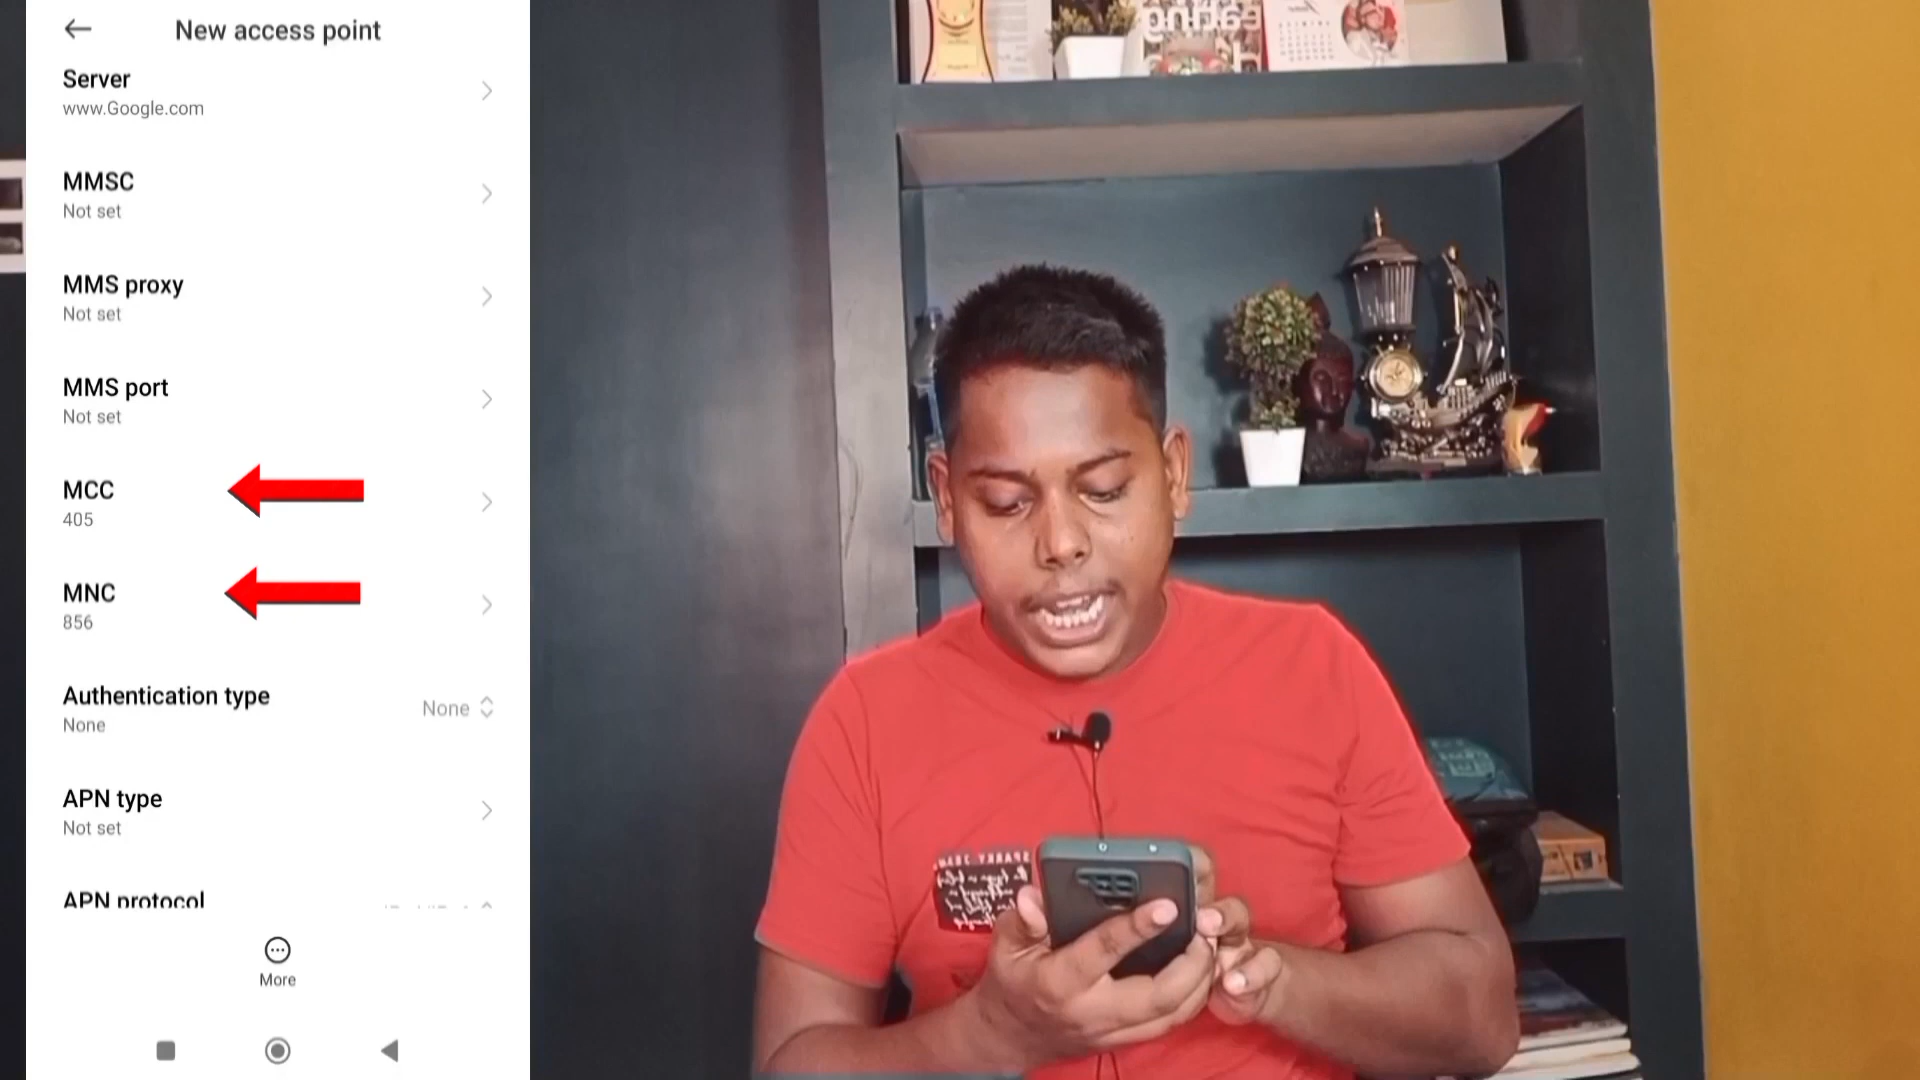 New access point
Server
www.Google.com
MMSC
Not set
MMS proxy
Not set
MMS port
Not set
MCC
405
MNC
856
Authentication type
None
None
APN type
Not set
APN protocol
More